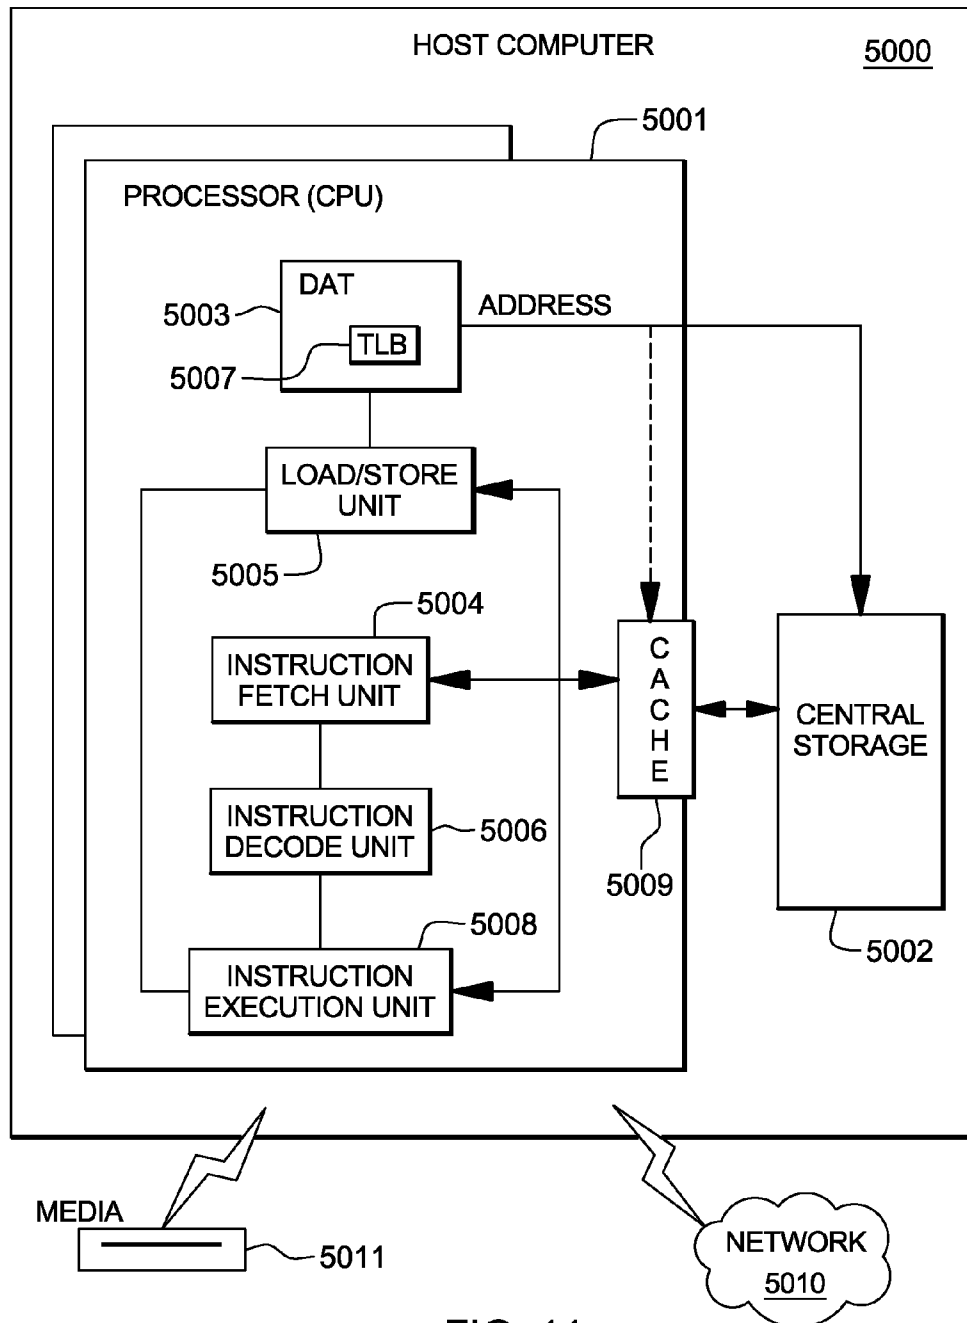 HOST COMPUTER
5000
5001
PROCESSOR (CPU)
DAT
5003
ADDRESS
TLB
5007
LOAD/STORE
UNIT
5005
5004
INSTRUCTION
FETCH UNIT
CACHE
CENTRAL
STORAGE
INSTRUCTION
DECODE UNIT
5006
5009
5008
5002
INSTRUCTION
EXECUTION UNIT
MEDIA
5011
NETWORK
5010